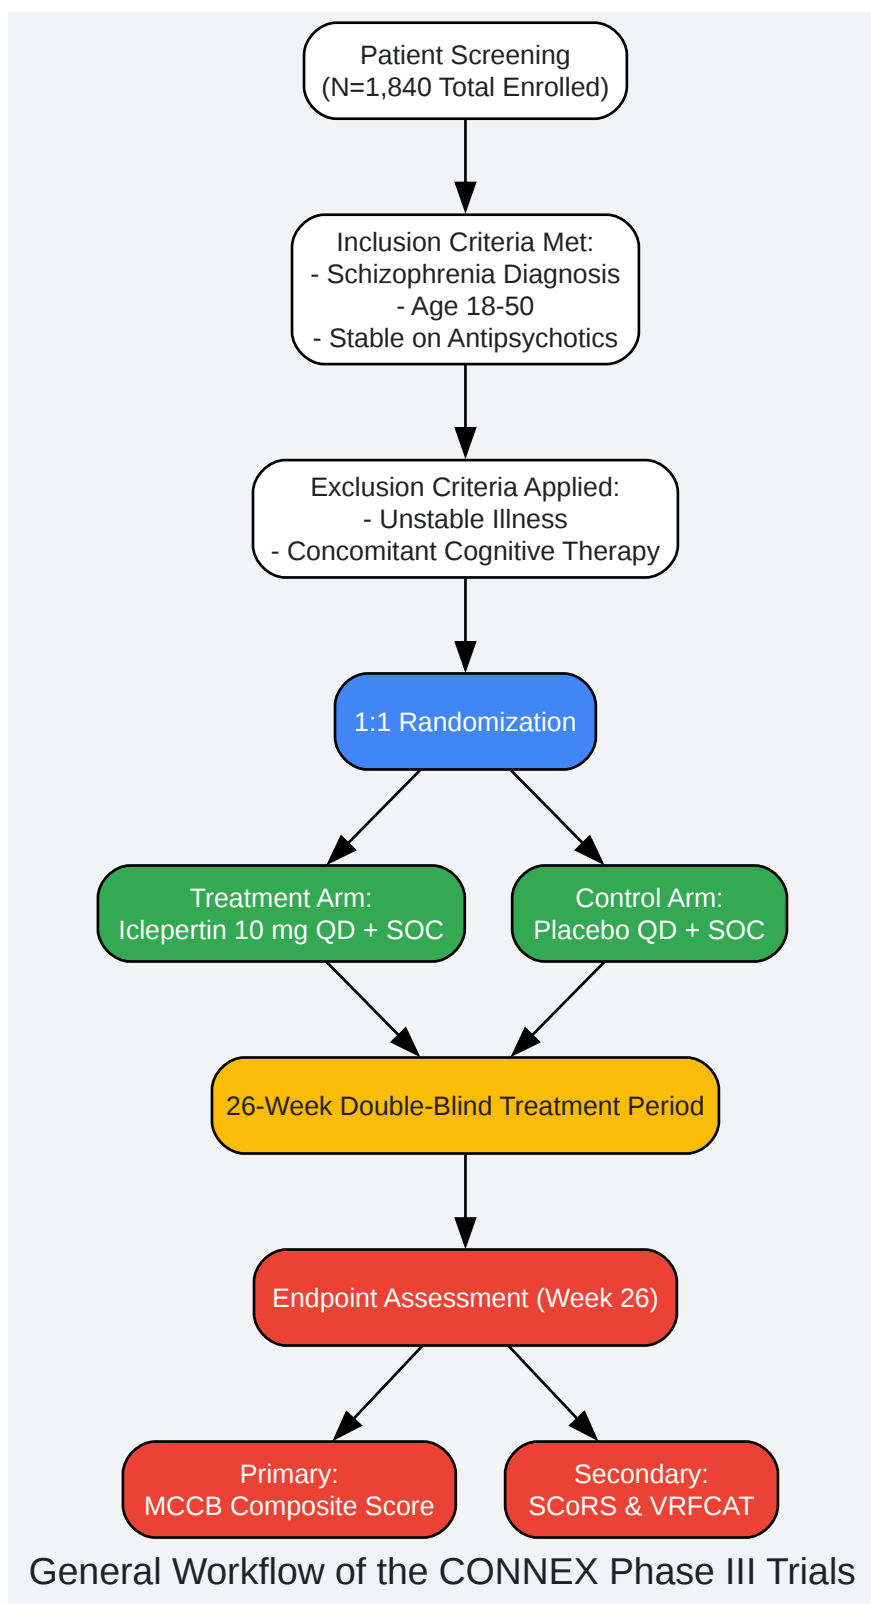 Patient Screening
(N=1,840 Total Enrolled)
Inclusion Criteria Met:
- Schizophrenia Diagnosis
- Age 18-50
- Stable on Antipsychotics
Exclusion Criteria Applied:
- Unstable Illness
- Concomitant Cognitive Therapy
1:1 Randomization
Treatment Arm:
Iclepertin 10 mg QD + SOC
Control Arm:
Placebo QD + SOC
26-Week Double-Blind Treatment Period
Endpoint Assessment (Week 26)
Primary:
MCCB Composite Score
Secondary:
SCoRS & VRFCAT
General Workflow of the CONNEX Phase III Trials